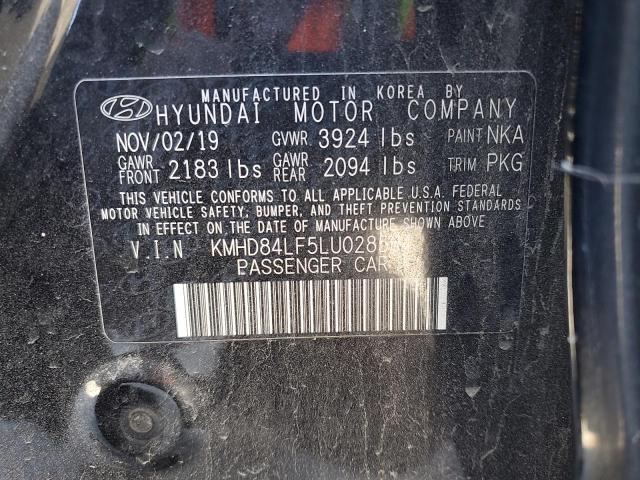 MANUFACTURED IN KOREA BY
HYUNDAI MOTOR COMPANY
NOV/02/19 GVWR 3924 lbs PAINT NKA
GAWR FRONT 2183 lbs GAWR REAR 2094 lbs TRIM PKG
THIS VEHICLE CONFORMS TO ALL APPLICABLE U.S.A. FEDERAL
MOTOR VEHICLE SAFETY, BUMPER, AND THEFT PREVENTION STANDARDS
IN EFFECT ON THE DATE OF MANUFACTURE SHOWN ABOVE.
V.I.N
PASSENGER CAR